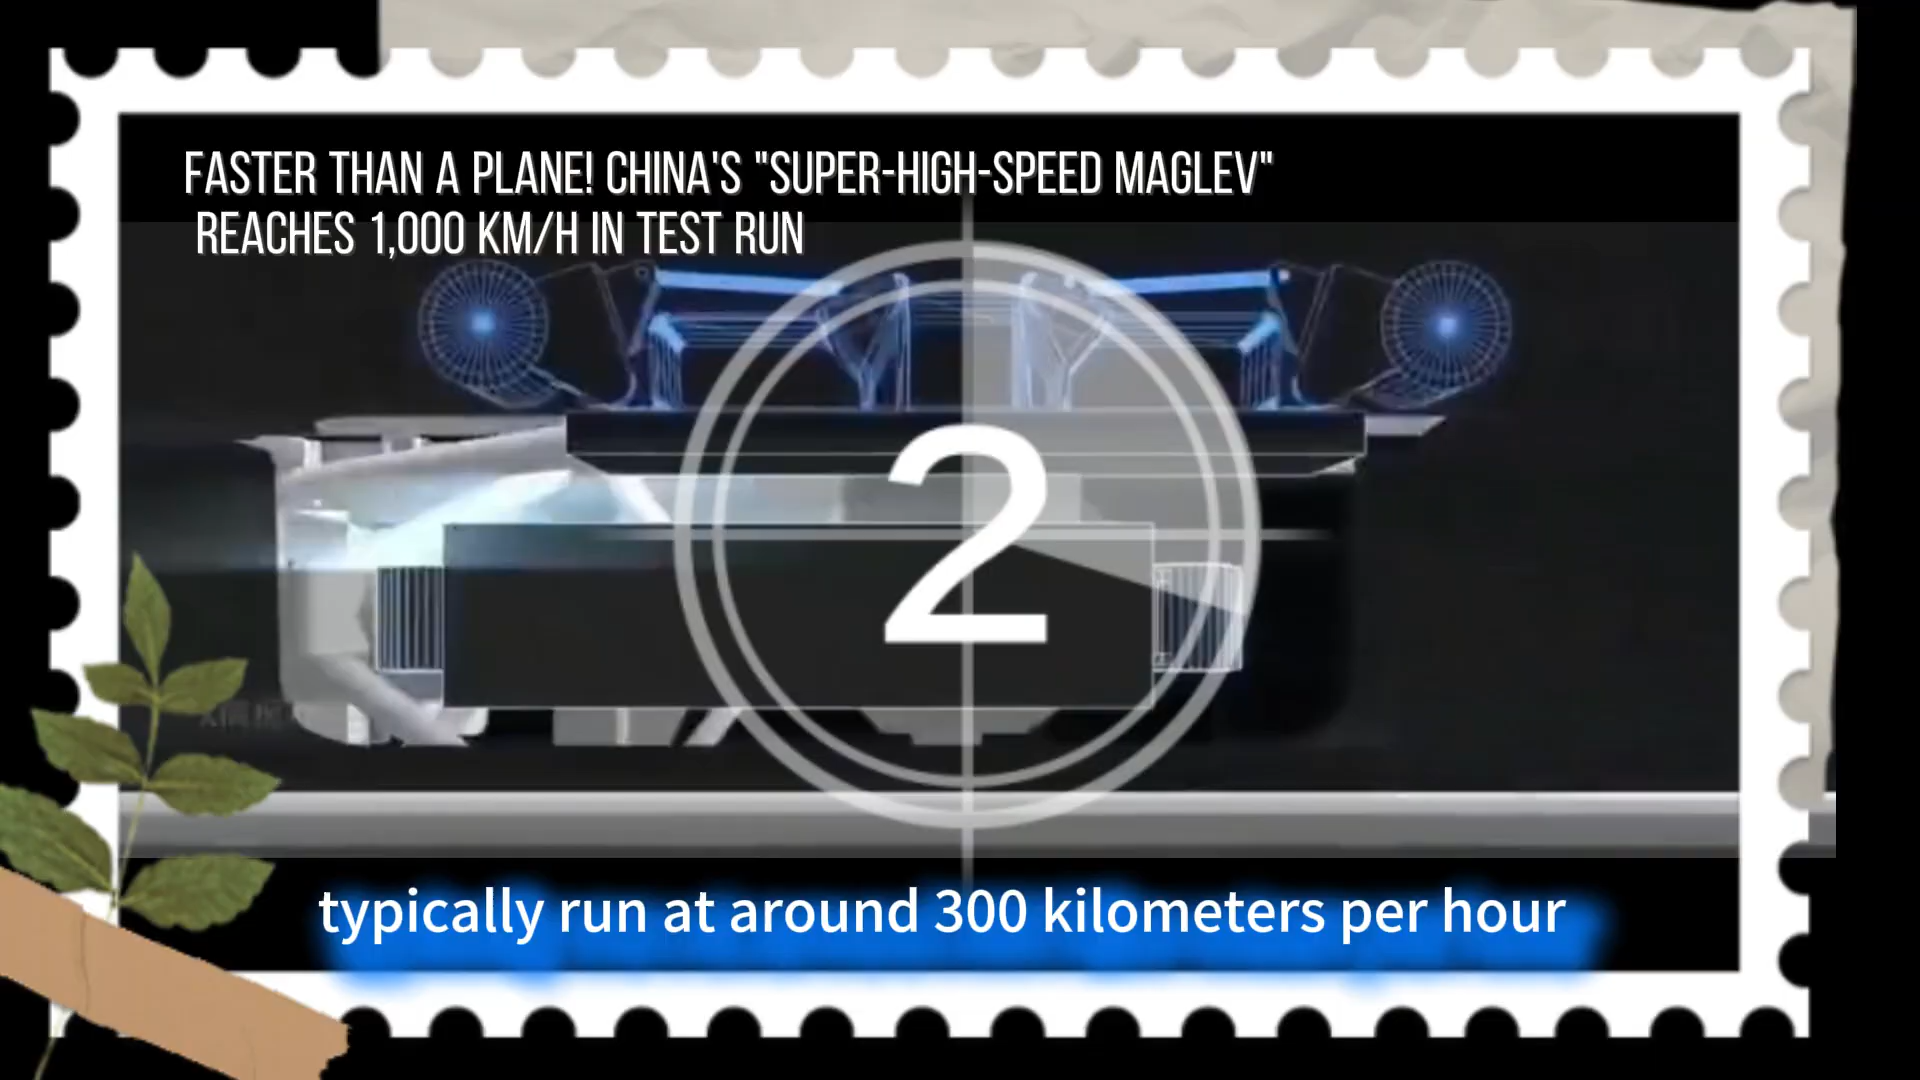 FASTER THAN A PLANE! CHINA'S "SUPER-HIGH-SPEED MAGLEV"
REACHES 1,000 KM/H IN TEST RUN
2
typically run at around 300 kilometers per hour